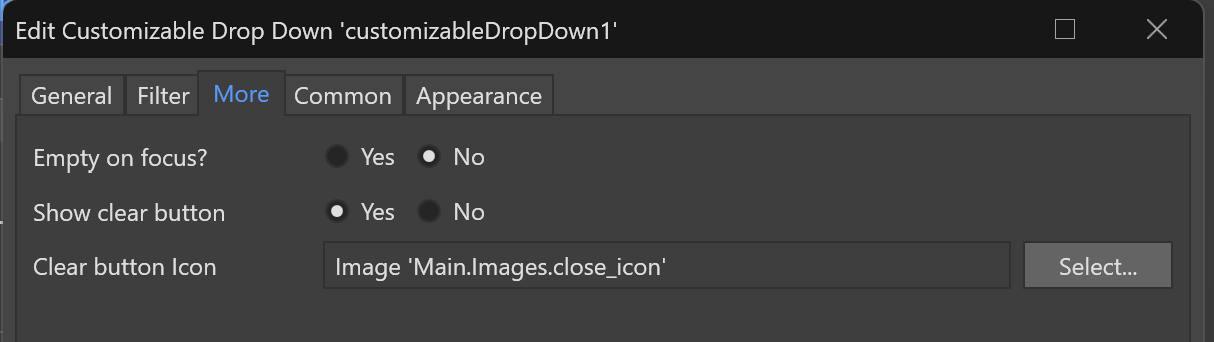 Edit Customizable Drop Down 'customizableDropDown1'
General Filter More Common Appearance
Empty on focus? Yes No
Show clear button Yes No
Clear button Icon Image 'Main.Images.close_icon' Select...